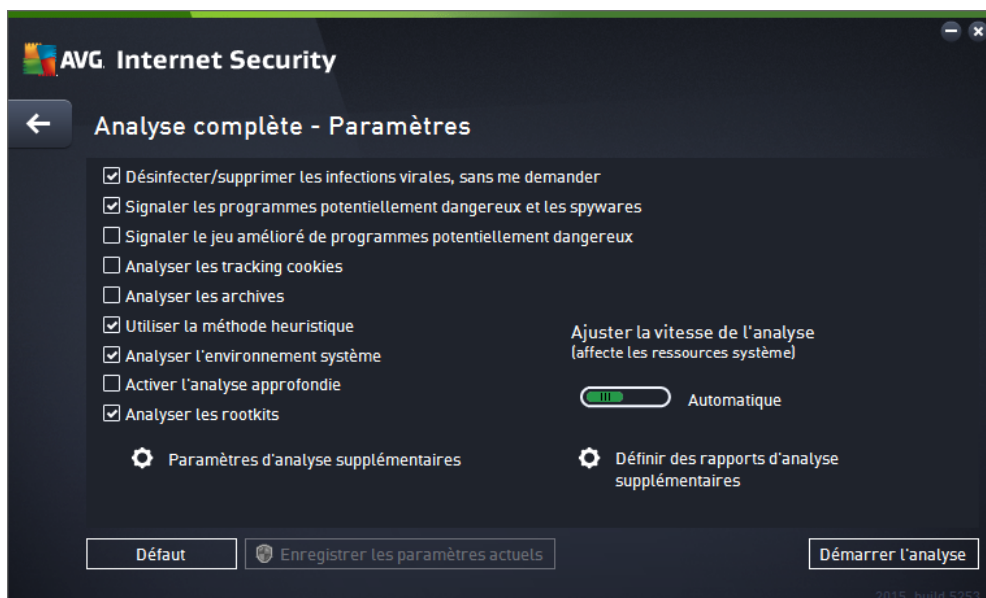 AVG. Internet Security
Analyse complète - Paramètres
Désinfecter/supprimer les infections virales, sans me demander
Signaler les programmes potentiellement dangereux et les spywares
Signaler le jeu amélioré de programmes potentiellement dangereux
Analyser les tracking cookies
Analyser les archives
Utiliser la méthode heuristique
Analyser l'environnement système
Activer l'analyse approfondie
Analyser les rootkits
Ajuster la vitesse de l'analyse
(affecte les ressources système)
Automatique
Paramètres d'analyse supplémentaires
Définir des rapports d'analyse
supplémentaires
Défaut
Enregistrer les paramètres actuels
Démarrer l'analyse
2015, build 5253